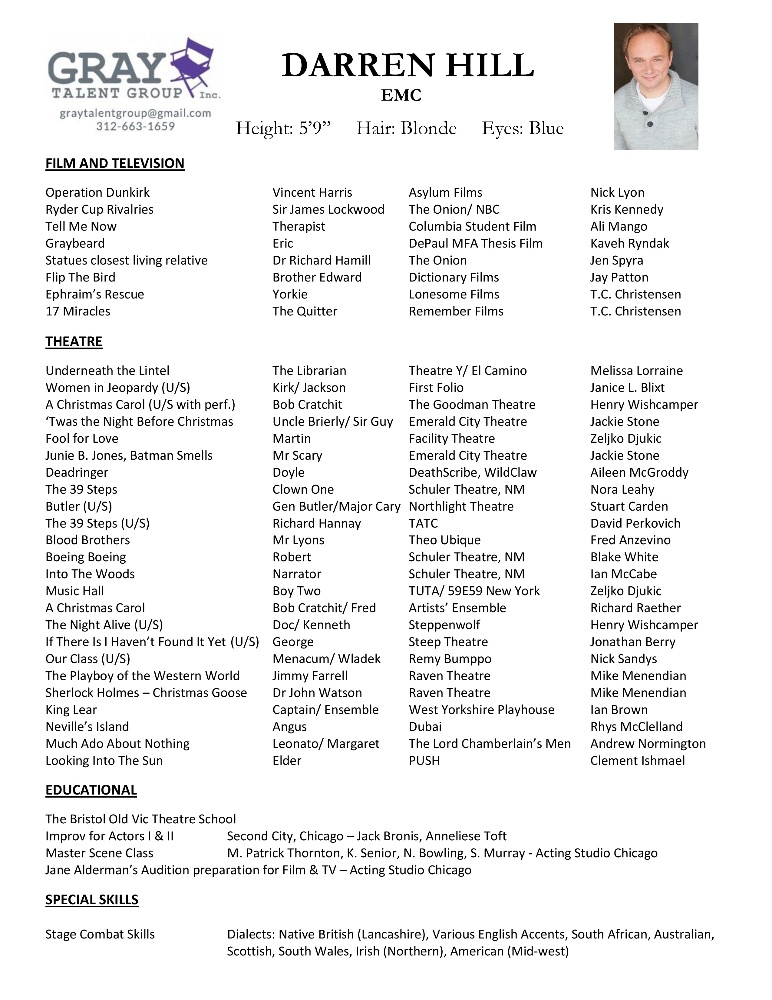 GRAY
TALENT GROUP Inc.
graytalentgroup@gmail.com
312-663-1659
DARREN HILL
EMC
Height: 5'9” Hair: Blonde Eyes: Blue
FILM AND TELEVISION
Operation Dunkirk Vincent Harris Asylum Films Nick Lyon
Ryder Cup Rivalries Sir James Lockwood The Onion/ NBC Kris Kennedy
Tell Me Now Therapist Columbia Student Film Ali Mango
Graybeard Eric DePaul MFA Thesis Film Kaveh Ryndak
Statues closest living relative Dr Richard Hamill The Onion Jen Spyra
Flip The Bird Brother Edward Dictionary Films Jay Patton
Ephraim’s Rescue Yorkie Lonesome Films T.C. Christensen
17 Miracles The Quitter Remember Films T.C. Christensen
THEATRE
Underneath the Lintel The Librarian Theatre Y/ El Camino Melissa Lorraine
Women in Jeopardy (U/S) Kirk/ Jackson First Folio Janice L. Blixt
A Christmas Carol (U/S with perf.) Bob Cratchit The Goodman Theatre Henry Wishcamper
‘Twas the Night Before Christmas Uncle Brierly/ Sir Guy Emerald City Theatre Jackie Stone
Fool for Love Martin Facility Theatre Zeljko Djukic
Junie B. Jones, Batman Smells Mr Scary Emerald City Theatre Jackie Stone
Deadringer Doyle DeathScribe, WildClaw Aileen McGroddy
The 39 Steps Clown One Schuler Theatre, NM Nora Leahy
Butler (U/S) Gen Butler/Major Cary Northlight Theatre Stuart Carden
The 39 Steps (U/S) Richard Hannay TATC David Perkovich
Blood Brothers Mr Lyons Theo Ubique Fred Anzevino
Boeing Boeing Robert Schuler Theatre, NM Blake White
Into The Woods Narrator Schuler Theatre, NM Ian McCabe
Music Hall Boy Two TUTA/ 59E59 New York Zeljko Djukic
A Christmas Carol Bob Cratchit/ Fred Artists’ Ensemble Richard Raether
The Night Alive (U/S) Doc/ Kenneth Steppenwolf Henry Wishcamper
If There Is I Haven’t Found It Yet (U/S) George Steep Theatre Jonathan Berry
Our Class (U/S) Menacum/ Wladek Remy Bumppo Nick Sandys
The Playboy of the Western World Jimmy Farrell Raven Theatre Mike Menendian
Sherlock Holmes – Christmas Goose Dr John Watson Raven Theatre Mike Menendian
King Lear Captain/ Ensemble West Yorkshire Playhouse Ian Brown
Neville’s Island Angus Dubai Rhys McClelland
Much Ado About Nothing Leonato/ Margaret The Lord Chamberlain’s Men Andrew Normington
Looking Into The Sun Elder PUSH Clement Ishmael
EDUCATIONAL
The Bristol Old Vic Theatre School
Improv for Actors I & II Second City, Chicago – Jack Bronis, Anneliese Toft
Master Scene Class M. Patrick Thornton, K. Senior, N. Bowling, S. Murray - Acting Studio Chicago
Jane Alderman’s Audition preparation for Film & TV – Acting Studio Chicago
SPECIAL SKILLS
Stage Combat Skills Dialects: Native British (Lancashire), Various English Accents, South African, Australian,
Scottish, South Wales, Irish (Northern), American (Mid-west)